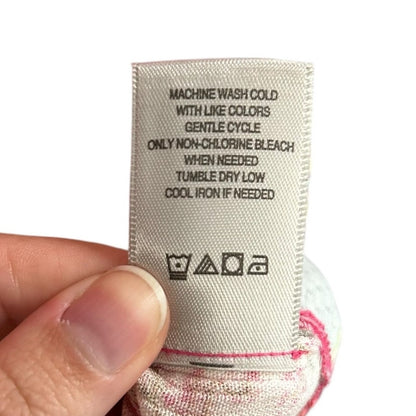 MACHINE WASH COLD
WITH LIKE COLORS
GENTLE CYCLE
ONLY NON-CHLORINE BLEACH
WHEN NEEDED
TUMBLE DRY LOW
COOL IRON IF NEEDED